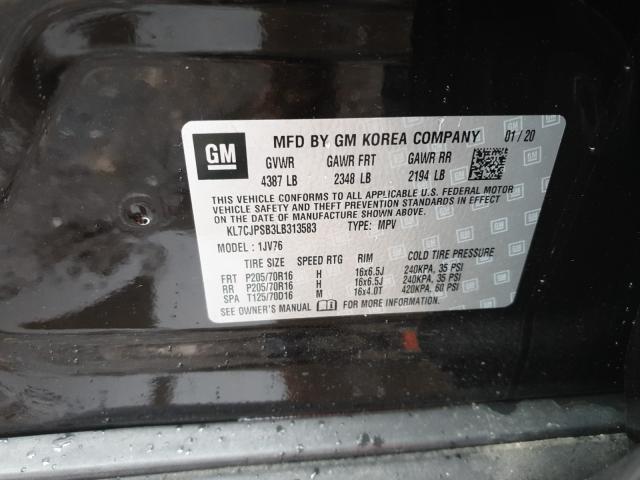 GM
MFD BY GM KOREA COMPANY 01/20
GVWR GAWR FRT GAWR RR
4387 LB 2348 LB 2194 LB
THIS VEHICLE CONFORMS TO ALL APPLICABLE U.S. FEDERAL MOTOR
VEHICLE SAFETY, BUMPER, AND THEFT PREVENTION STANDARDS IN EFFECT
ON THE DATE OF MANUFACTURE SHOWN ABOVE.
KL7CJPSB3LB313583 TYPE: MPV
MODEL: 1JV76
TIRE SIZE SPEED RTG RIM COLD TIRE PRESSURE
FRT P205/70R16 H 16x6.5J 240KPA, 35 PSI
RR P205/70R16 H 16x6.5J 240KPA, 35 PSI
SPA T125/70D16 M 16x4.0T 420KPA, 60 PSI
SEE OWNER'S MANUAL FOR MORE INFORMATION